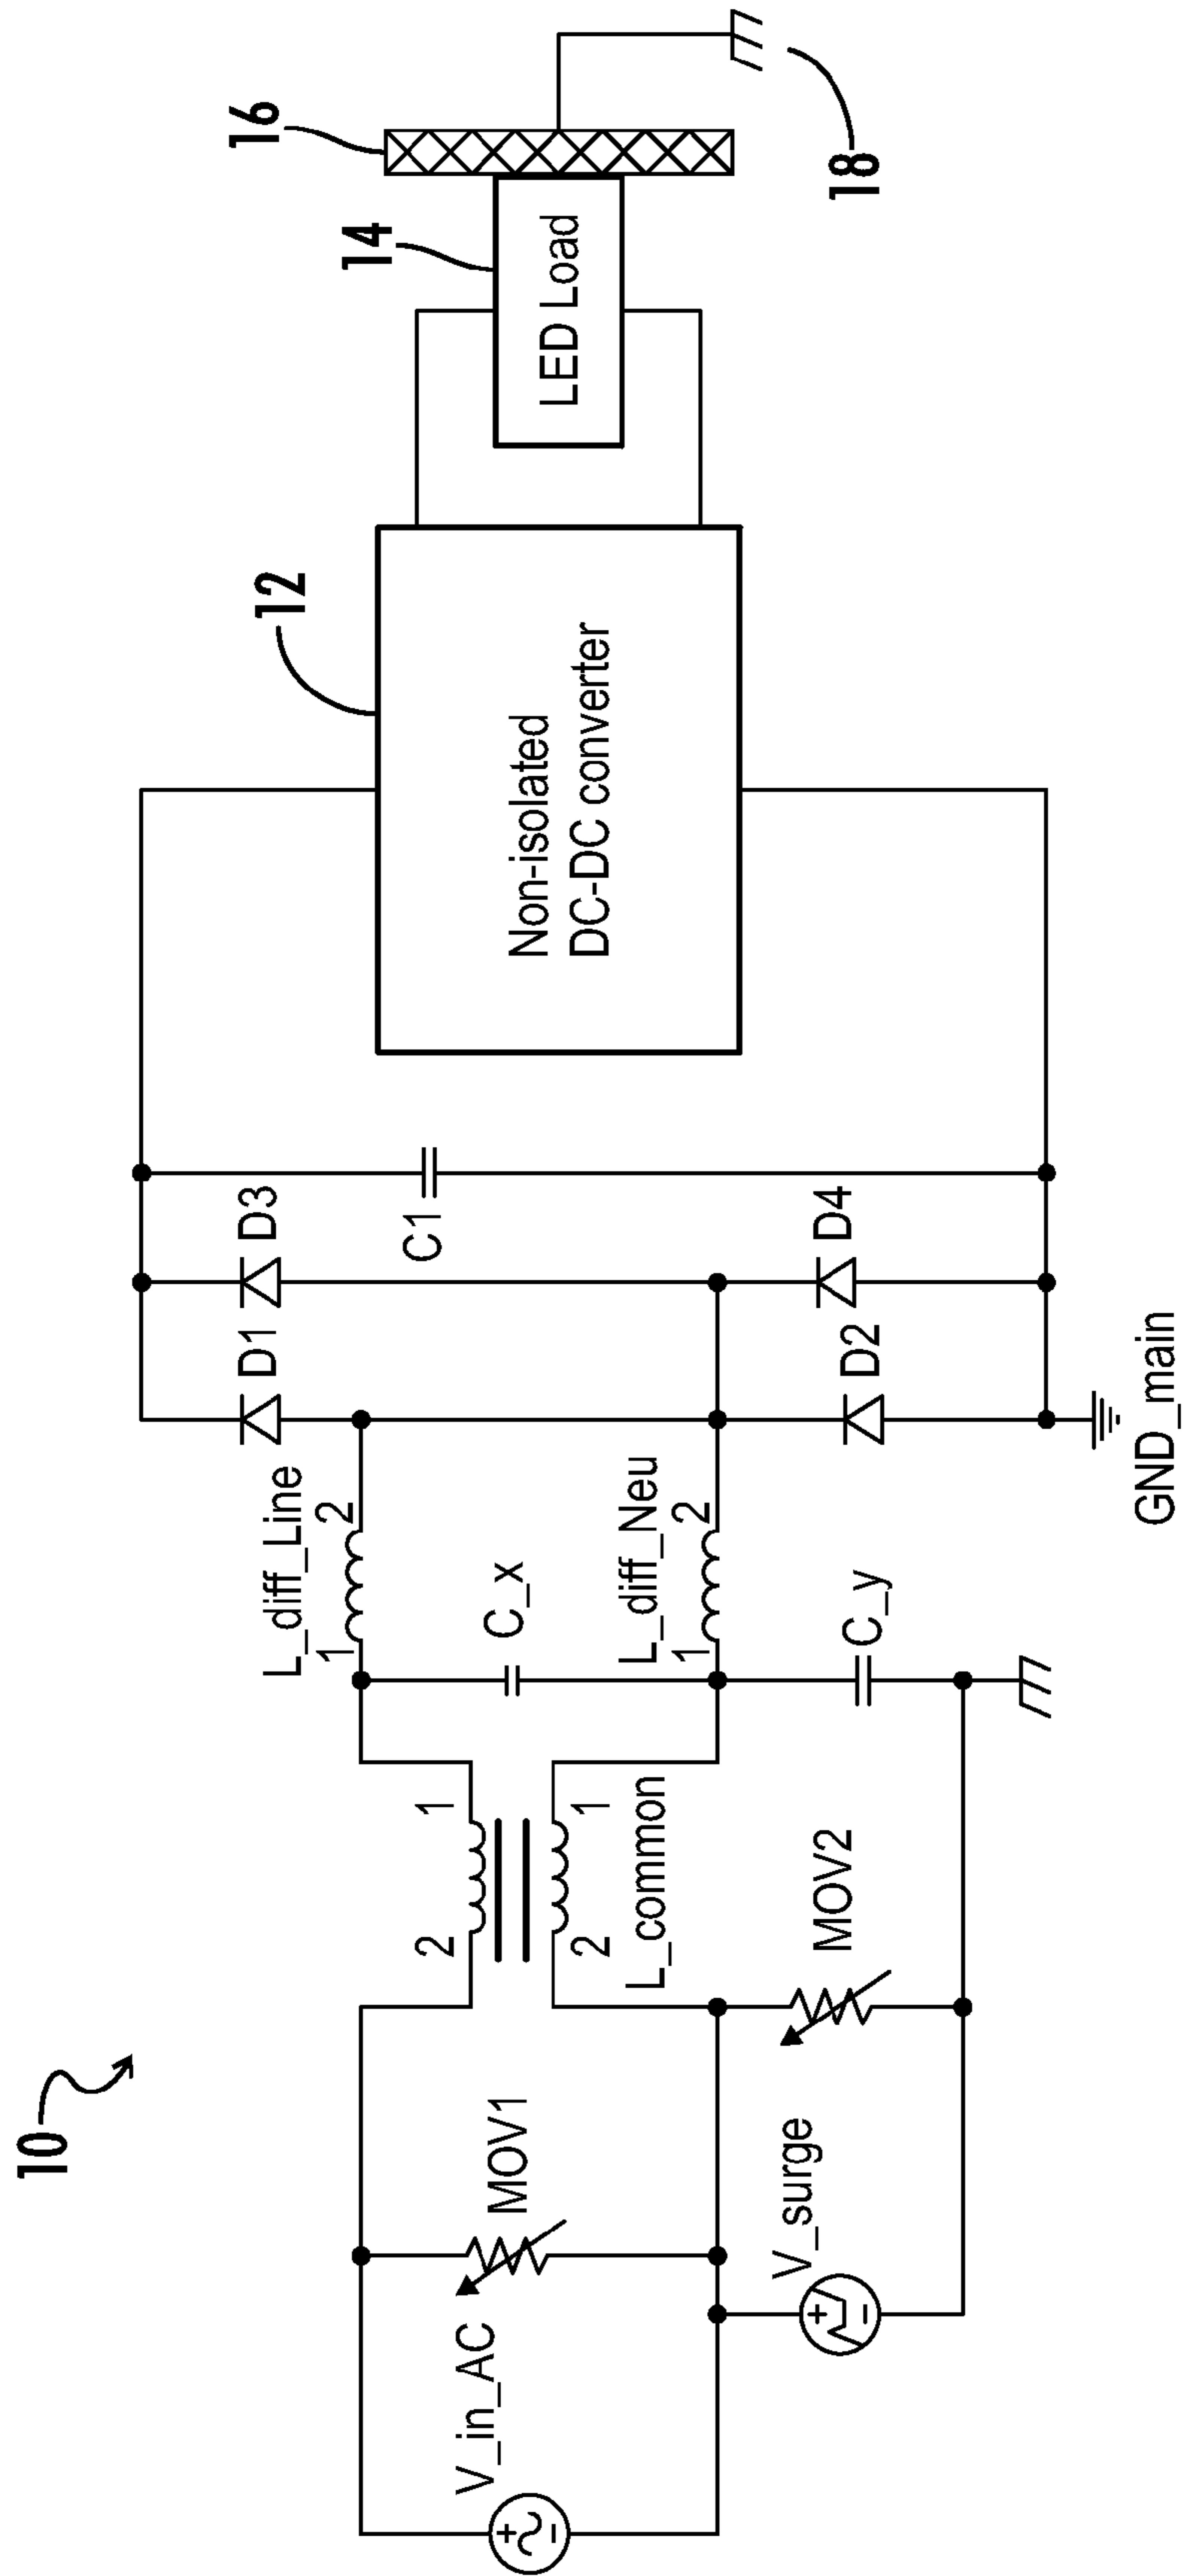 10
V_in_AC
+
−
MOV1
V_surge
+
−
MOV2
2
1
2
1
L_common
C_x
C_y
L_diff_Line
1
2
L_diff_Neu
1
2
D1
D3
D2
D4
GND_main
C1
12
Non-isolated
DC-DC converter
14
LED Load
16
18